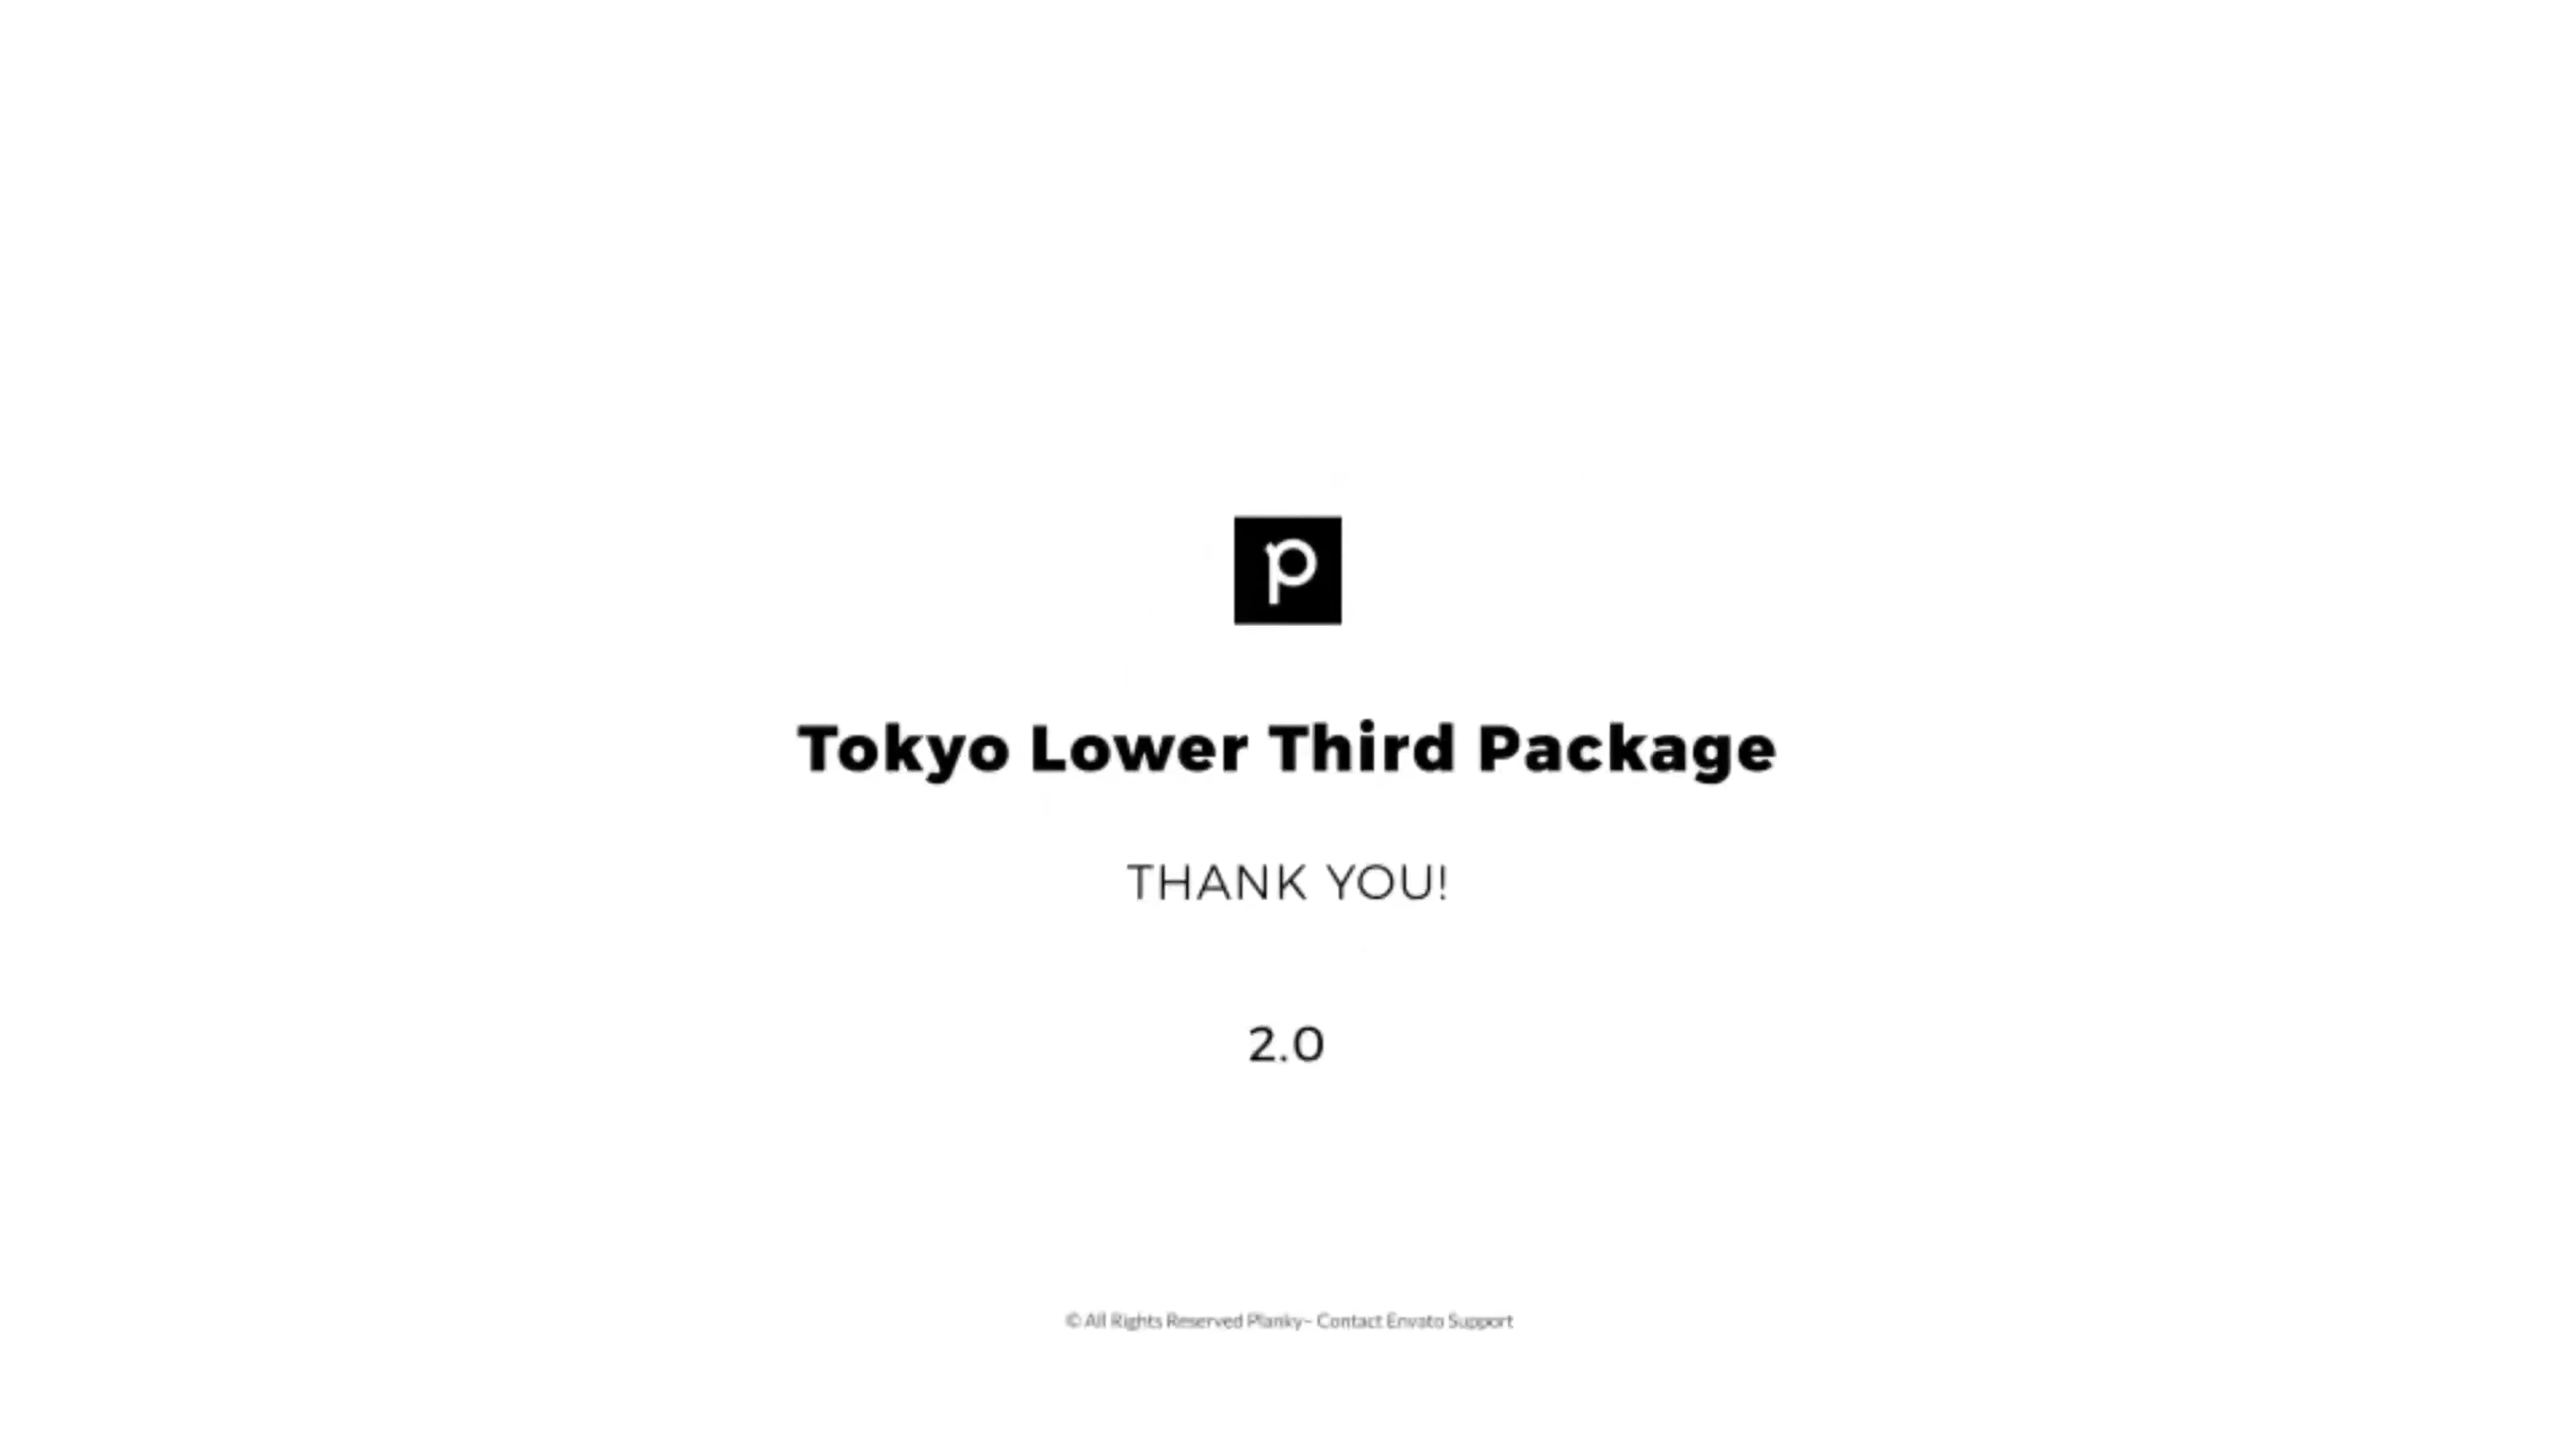 p
Tokyo Lower Third Package
THANK YOU!
2.0
© All Rights Reserved Planky- Contact Envato Support